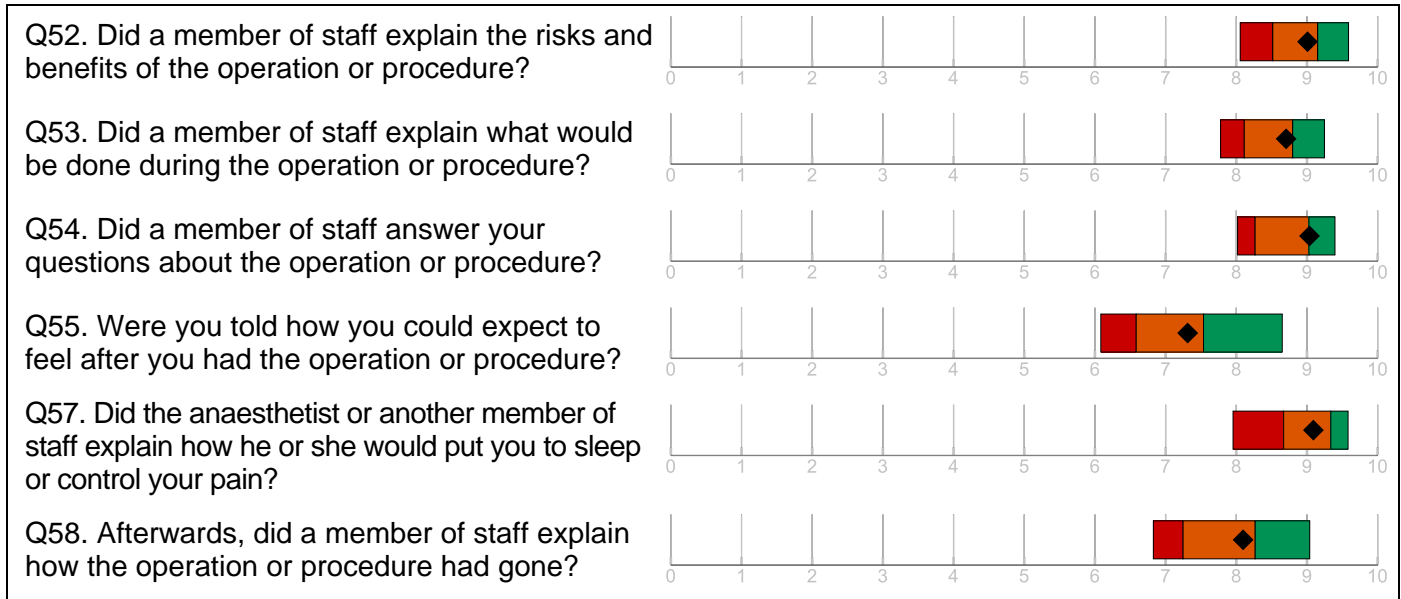 Q52. Did a member of staff explain the risks and
benefits of the operation or procedure?
0 1 2 3 4 5 6 7 8 9 10
Q53. Did a member of staff explain what would
be done during the operation or procedure?
0 1 2 3 4 5 6 7 8 9 10
Q54. Did a member of staff answer your
questions about the operation or procedure?
0 1 2 3 4 5 6 7 8 9 10
Q55. Were you told how you could expect to
feel after you had the operation or procedure?
0 1 2 3 4 5 6 7 8 9 10
Q57. Did the anaesthetist or another member of
staff explain how he or she would put you to sleep
or control your pain?
0 1 2 3 4 5 6 7 8 9 10
Q58. Afterwards, did a member of staff explain
how the operation or procedure had gone?
0 1 2 3 4 5 6 7 8 9 10